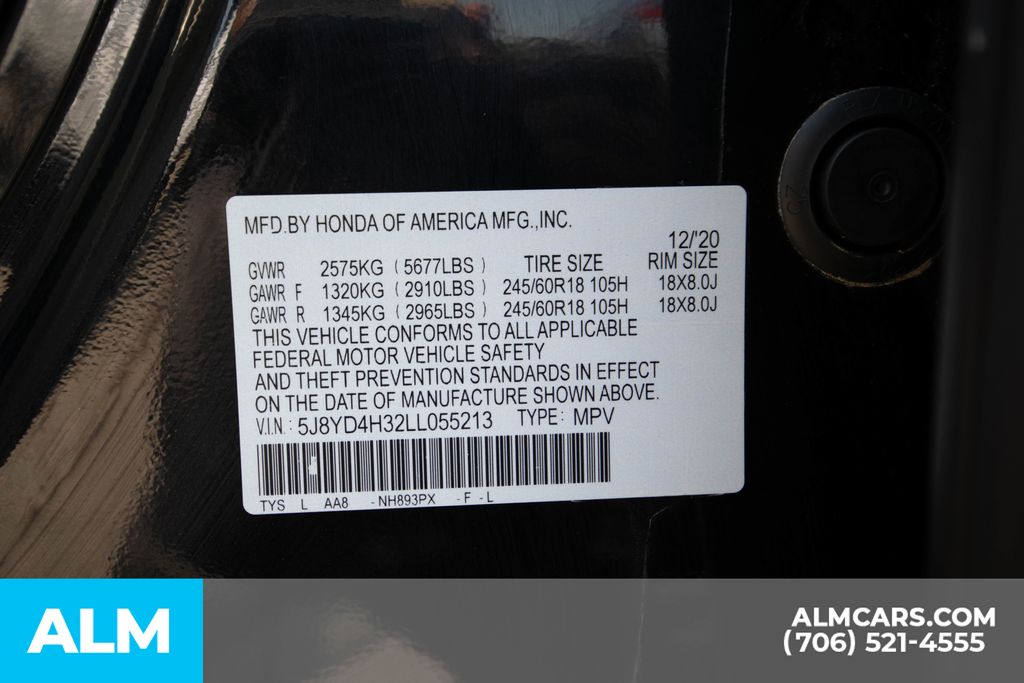 MFD.BY HONDA OF AMERICA MFG.,INC.
12/'20
GVWR 2575KG ( 5677LBS ) TIRE SIZE RIM SIZE
GAWR F 1320KG ( 2910LBS ) 245/60R18 105H 18X8.0J
GAWR R 1345KG ( 2965LBS ) 245/60R18 105H 18X8.0J
THIS VEHICLE CONFORMS TO ALL APPLICABLE
FEDERAL MOTOR VEHICLE SAFETY
AND THEFT PREVENTION STANDARDS IN EFFECT
ON THE DATE OF MANUFACTURE SHOWN ABOVE.
V.I.N.: 5J8YD4H32LL055213 TYPE: MPV
TYS L AA8 -NH893PX -F -L
ALM
ALMCARS.COM
(706) 521-4555